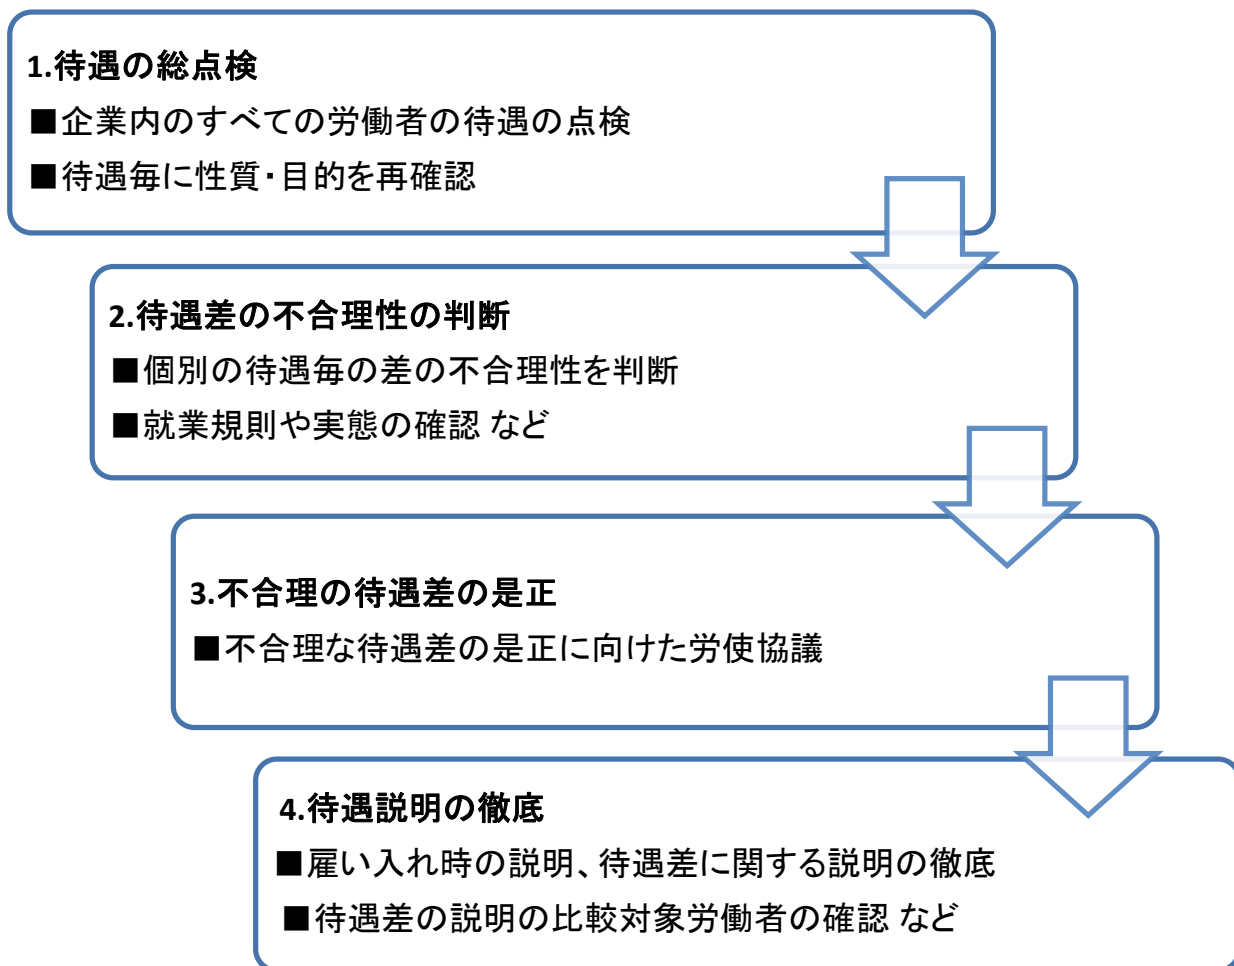 1.待遇の総点検
■企業内のすべての労働者の待遇の点検
■待遇毎に性質・目的を再確認
2.待遇差の不合理性の判断
■個別の待遇毎の差の不合理性を判断
■就業規則や実態の確認 など
3.不合理の待遇差の是正
■不合理な待遇差の是正に向けた労使協議
4.待遇説明の徹底
■雇い入れ時の説明、待遇差に関する説明の徹底
■待遇差の説明の比較対象労働者の確認 など